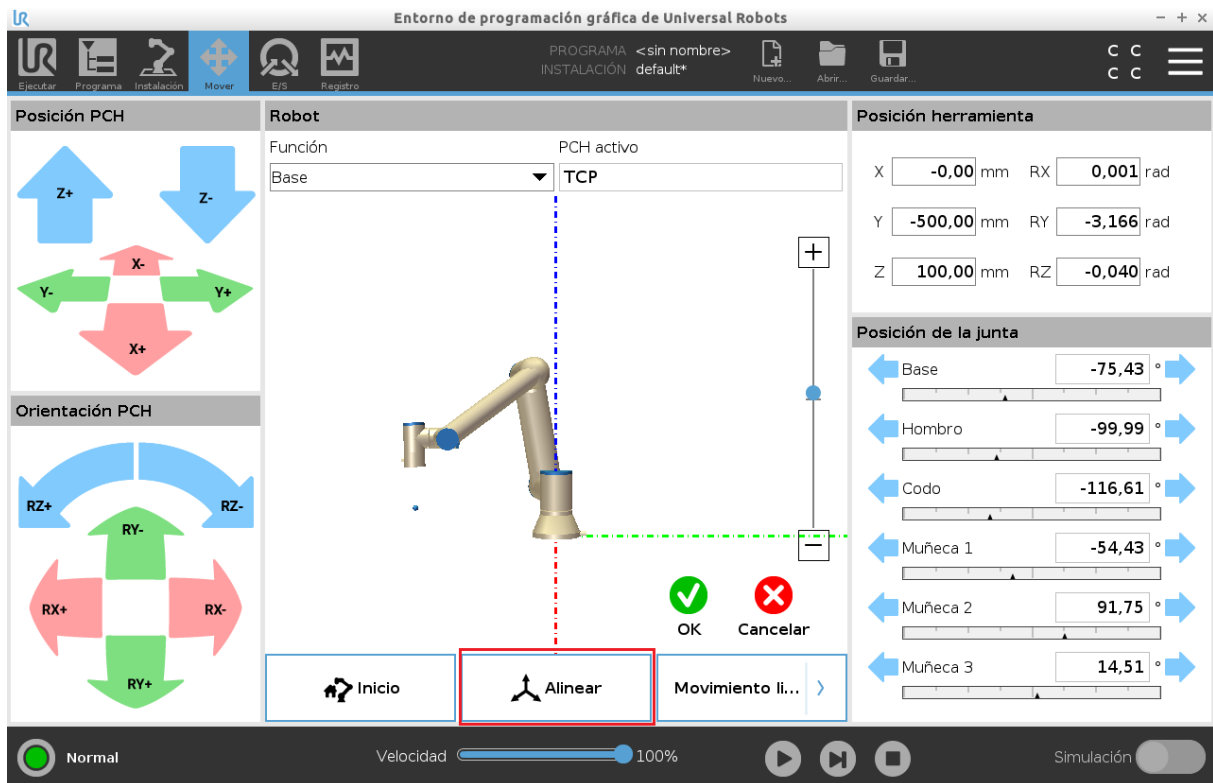 Entorno de programación gráfica de Universal Robots
PROGRAMA <sin nombre>
INSTALACIÓN default*
Ejecutar Programa Instalación Mover E/S Registro
Nuevo... Abrir... Guardar...
C C
C C
Posición PCH
Z+ Z-
X-
Y- Y+
X+
Orientación PCH
RZ+ RZ-
RY-
RX+ RX-
RY+
Robot
Función PCH activo
Base TCP
+
−
OK Cancelar
Inicio Alinear Movimiento li... >
Posición herramienta
X -0,00 mm RX 0,001 rad
Y -500,00 mm RY -3,166 rad
Z 100,00 mm RZ -0,040 rad
Posición de la junta
Base -75,43 °
Hombro -99,99 °
Codo -116,61 °
Muñeca 1 -54,43 °
Muñeca 2 91,75 °
Muñeca 3 14,51 °
Normal Velocidad 100% Simulación